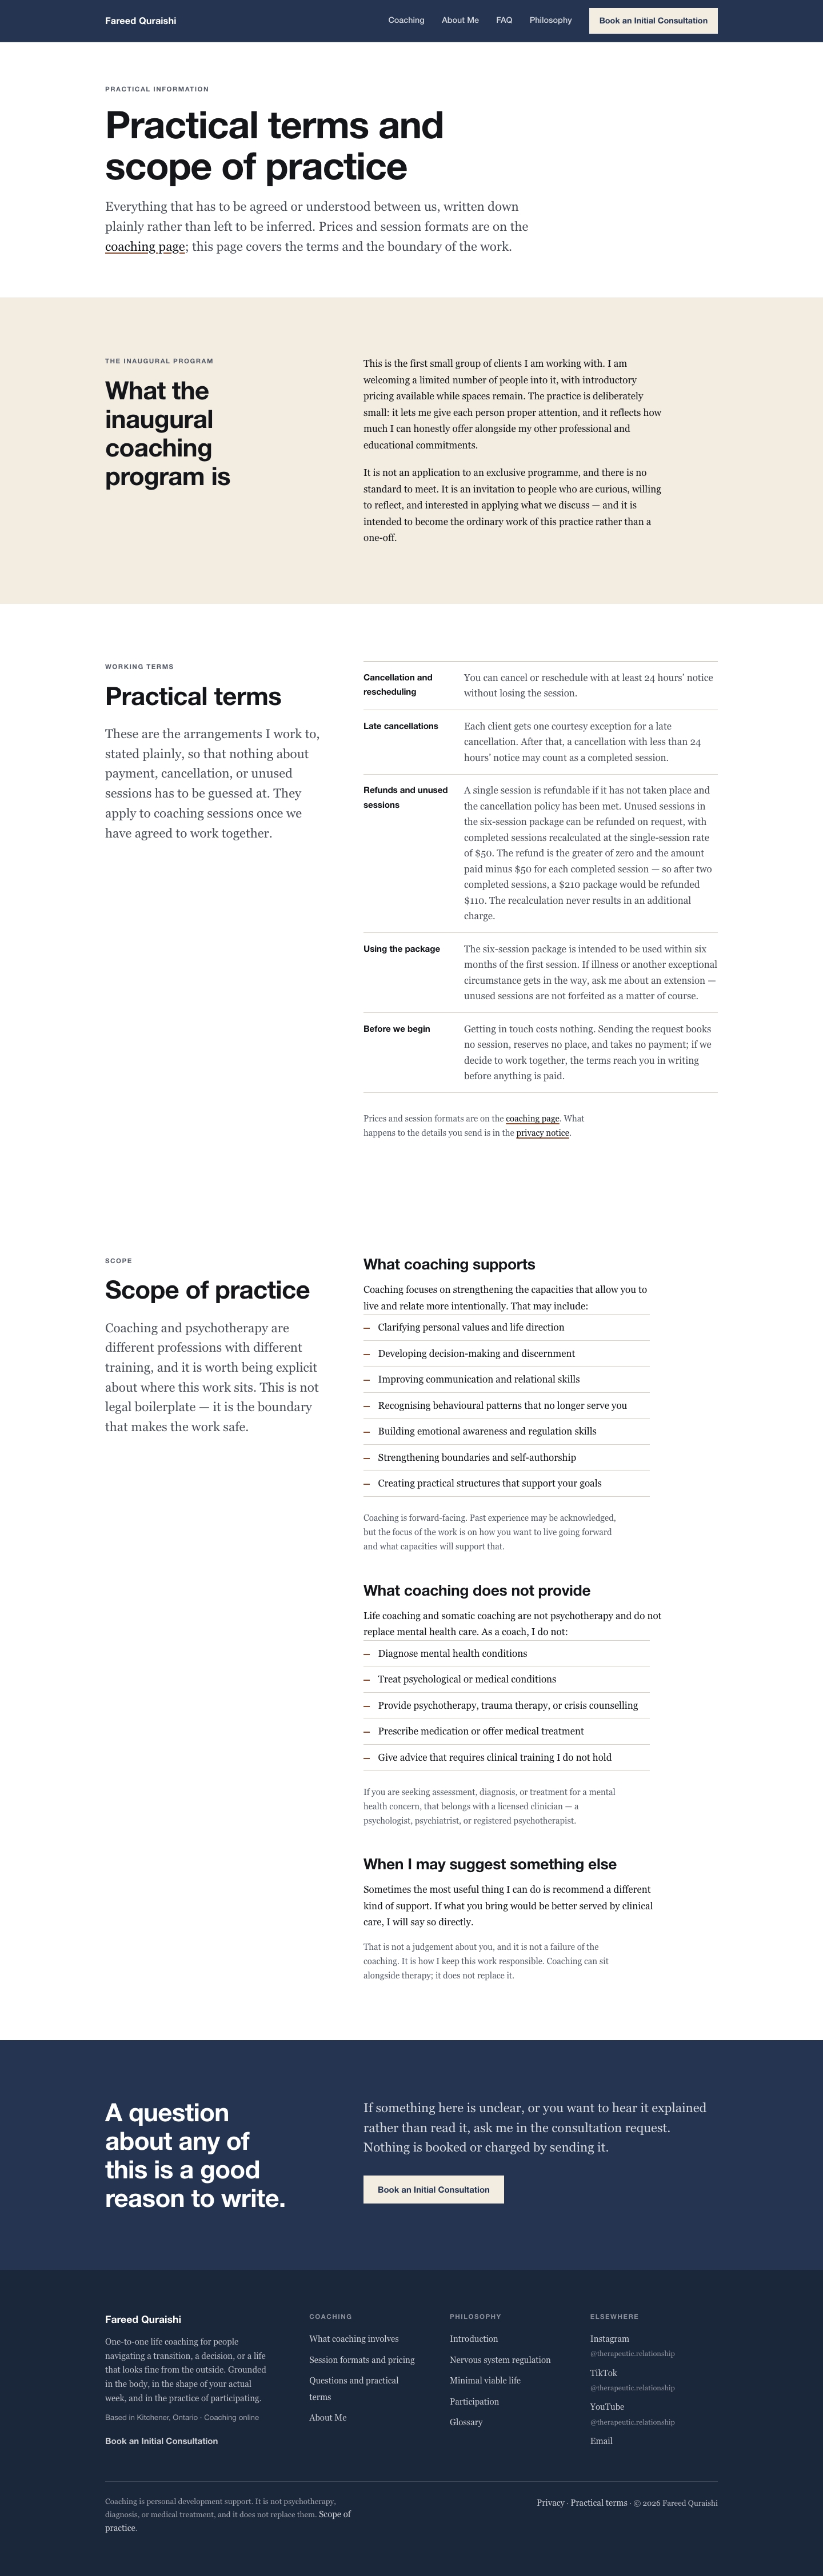 Fareed Quraishi
Coaching
About Me
FAQ
Philosophy
Book an Initial Consultation
PRACTICAL INFORMATION
Practical terms and
scope of practice
Everything that has to be agreed or understood between us, written down
plainly rather than left to be inferred. Prices and session formats are on the
coaching page; this page covers the terms and the boundary of the work.
THE INAUGURAL PROGRAM
What the
inaugural
coaching
program is
This is the first small group of clients I am working with. I am
welcoming a limited number of people into it, with introductory
pricing available while spaces remain. The practice is deliberately
small: it lets me give each person proper attention, and it reflects how
much I can honestly offer alongside my other professional and
educational commitments.
It is not an application to an exclusive programme, and there is no
standard to meet. It is an invitation to people who are curious, willing
to reflect, and interested in applying what we discuss — and it is
intended to become the ordinary work of this practice rather than a
one-off.
WORKING TERMS
Practical terms
These are the arrangements I work to,
stated plainly, so that nothing about
payment, cancellation, or unused
sessions has to be guessed at. They
apply to coaching sessions once we
have agreed to work together.
Cancellation and
rescheduling
You can cancel or reschedule with at least 24 hours' notice
without losing the session.
Late cancellations
Each client gets one courtesy exception for a late
cancellation. After that, a cancellation with less than 24
hours' notice may count as a completed session.
Refunds and unused
sessions
A single session is refundable if it has not taken place and
the cancellation policy has been met. Unused sessions in
the six-session package can be refunded on request, with
completed sessions recalculated at the single-session rate
of $50. The refund is the greater of zero and the amount
paid minus $50 for each completed session — so after two
completed sessions, a $210 package would be refunded
$110. The recalculation never results in an additional
charge.
Using the package
The six-session package is intended to be used within six
months of the first session. If illness or another exceptional
circumstance gets in the way, ask me about an extension —
unused sessions are not forfeited as a matter of course.
Before we begin
Getting in touch costs nothing. Sending the request books
no session, reserves no place, and takes no payment; if we
decide to work together, the terms reach you in writing
before anything is paid.
Prices and session formats are on the coaching page. What
happens to the details you send is in the privacy notice.
SCOPE
Scope of practice
Coaching and psychotherapy are
different professions with different
training, and it is worth being explicit
about where this work sits. This is not
legal boilerplate — it is the boundary
that makes the work safe.
What coaching supports
Coaching focuses on strengthening the capacities that allow you to
live and relate more intentionally. That may include:
— Clarifying personal values and life direction
— Developing decision-making and discernment
— Improving communication and relational skills
— Recognising behavioural patterns that no longer serve you
— Building emotional awareness and regulation skills
— Strengthening boundaries and self-authorship
— Creating practical structures that support your goals
Coaching is forward-facing. Past experience may be acknowledged,
but the focus of the work is on how you want to live going forward
and what capacities will support that.
What coaching does not provide
Life coaching and somatic coaching are not psychotherapy and do not
replace mental health care. As a coach, I do not:
— Diagnose mental health conditions
— Treat psychological or medical conditions
— Provide psychotherapy, trauma therapy, or crisis counselling
— Prescribe medication or offer medical treatment
— Give advice that requires clinical training I do not hold
If you are seeking assessment, diagnosis, or treatment for a mental
health concern, that belongs with a licensed clinician — a
psychologist, psychiatrist, or registered psychotherapist.
When I may suggest something else
Sometimes the most useful thing I can do is recommend a different
kind of support. If what you bring would be better served by clinical
care, I will say so directly.
That is not a judgement about you, and it is not a failure of the
coaching. It is how I keep this work responsible. Coaching can sit
alongside therapy; it does not replace it.
A question
about any of
this is a good
reason to write.
If something here is unclear, or you want to hear it explained
rather than read it, ask me in the consultation request.
Nothing is booked or charged by sending it.
Book an Initial Consultation
Fareed Quraishi
One-to-one life coaching for people
navigating a transition, a decision, or a life
that looks fine from the outside. Grounded
in the body, in the shape of your actual
week, and in the practice of participating.
Based in Kitchener, Ontario · Coaching online
Book an Initial Consultation
COACHING
What coaching involves
Session formats and pricing
Questions and practical
terms
About Me
PHILOSOPHY
Introduction
Nervous system regulation
Minimal viable life
Participation
Glossary
ELSEWHERE
Instagram
@therapeutic.relationship
TikTok
@therapeutic.relationship
YouTube
@therapeutic.relationship
Email
Coaching is personal development support. It is not psychotherapy,
diagnosis, or medical treatment, and it does not replace them. Scope of
practice.
Privacy · Practical terms · © 2026 Fareed Quraishi